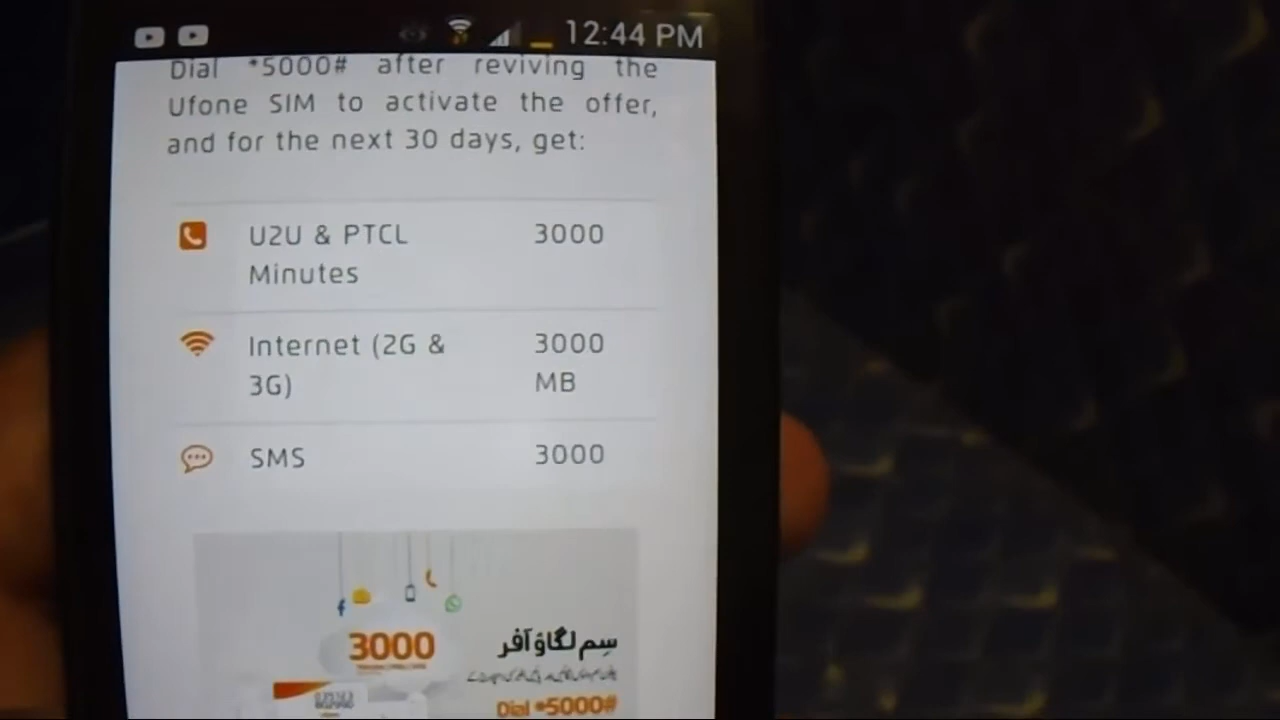 12:44 PM
Dial *5000# after reviving the
Ufone SIM to activate the offer,
and for the next 30 days, get:
U2U & PTCL
Minutes
3000
Internet (2G &
3G)
3000
MB
SMS
3000
3000
سِم لگاؤ آفر
Dial *5000#